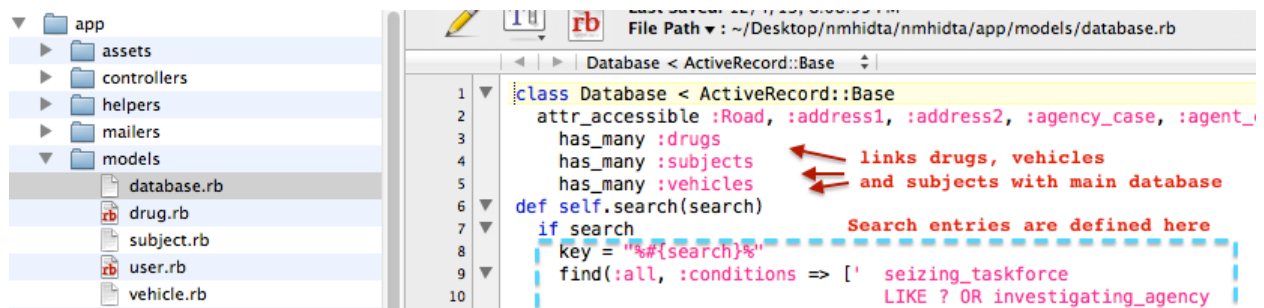 app
assets
controllers
helpers
mailers
models
database.rb
drug.rb
subject.rb
user.rb
vehicle.rb
rb
File Path ▾ : ~/Desktop/nmhidta/nmhidta/app/models/database.rb
Database < ActiveRecord::Base
1 class Database < ActiveRecord::Base
2 attr_accessible :Road, :address1, :address2, :agency_case, :agent_
3 has_many :drugs
4 has_many :subjects
5 has_many :vehicles
links drugs, vehicles
and subjects with main database
6 def self.search(search)
7 if search
Search entries are defined here
8 key = "%#{search}%"
9 find(:all, :conditions => [' seizing_taskforce
10 LIKE ? OR investigating_agency